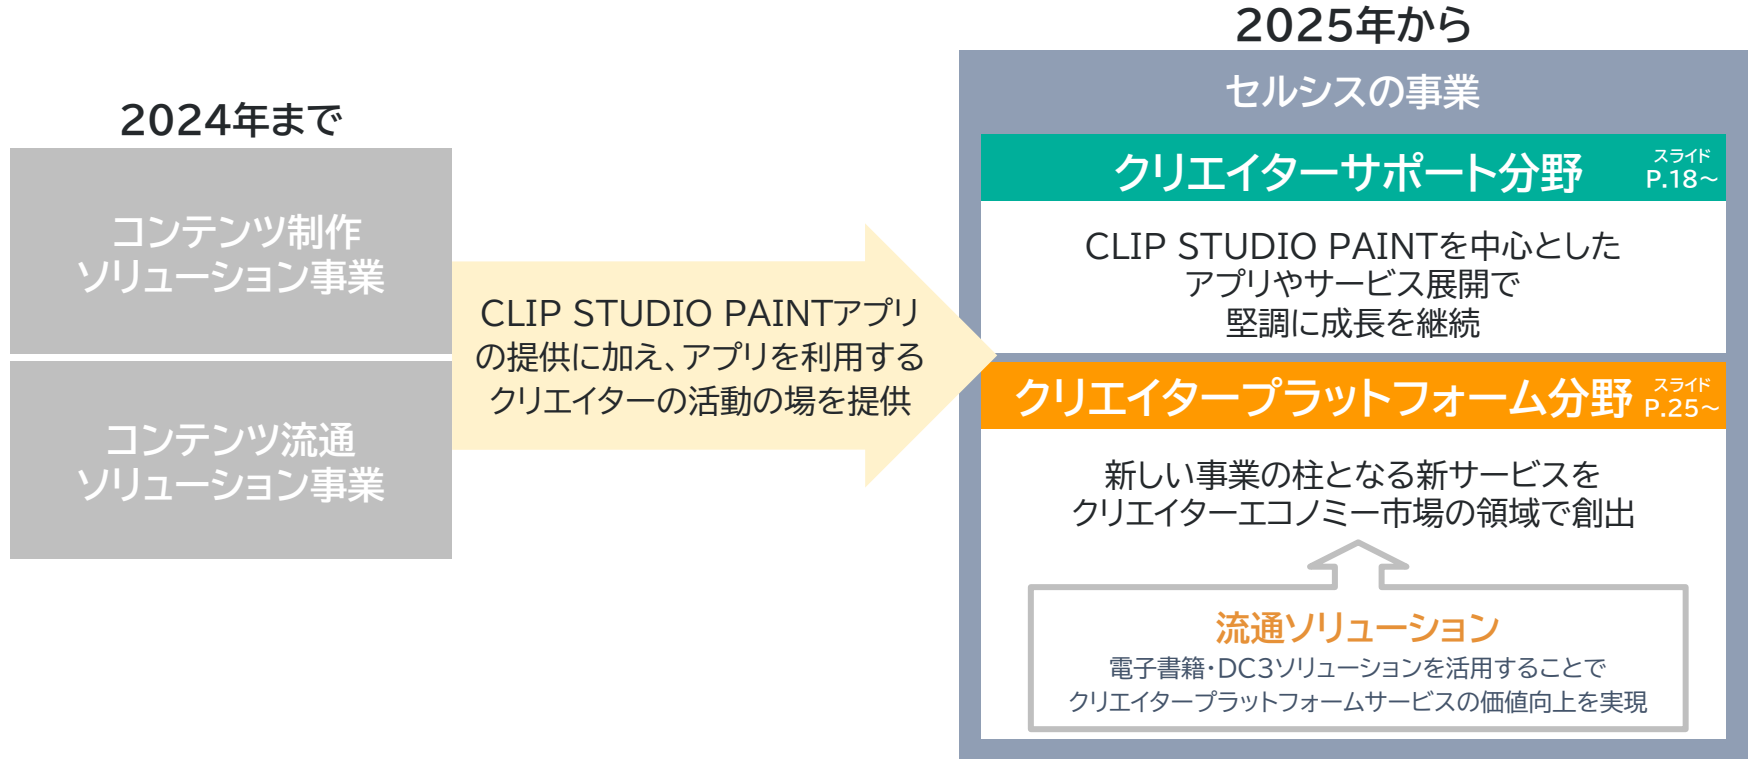 2024年まで
コンテンツ制作
ソリューション事業
コンテンツ流通
ソリューション事業
CLIP STUDIO PAINTアプリ
の提供に加え、アプリを利用する
クリエイターの活動の場を提供
2025年から
セルシスの事業
クリエイターサポート分野
スライド
P.18～
CLIP STUDIO PAINTを中心とした
アプリやサービス展開で
堅調に成長を継続
クリエイタープラットフォーム分野
スライド
P.25～
新しい事業の柱となる新サービスを
クリエイターエコノミー市場の領域で創出
流通ソリューション
電子書籍・DC3ソリューションを活用することで
クリエイタープラットフォームサービスの価値向上を実現